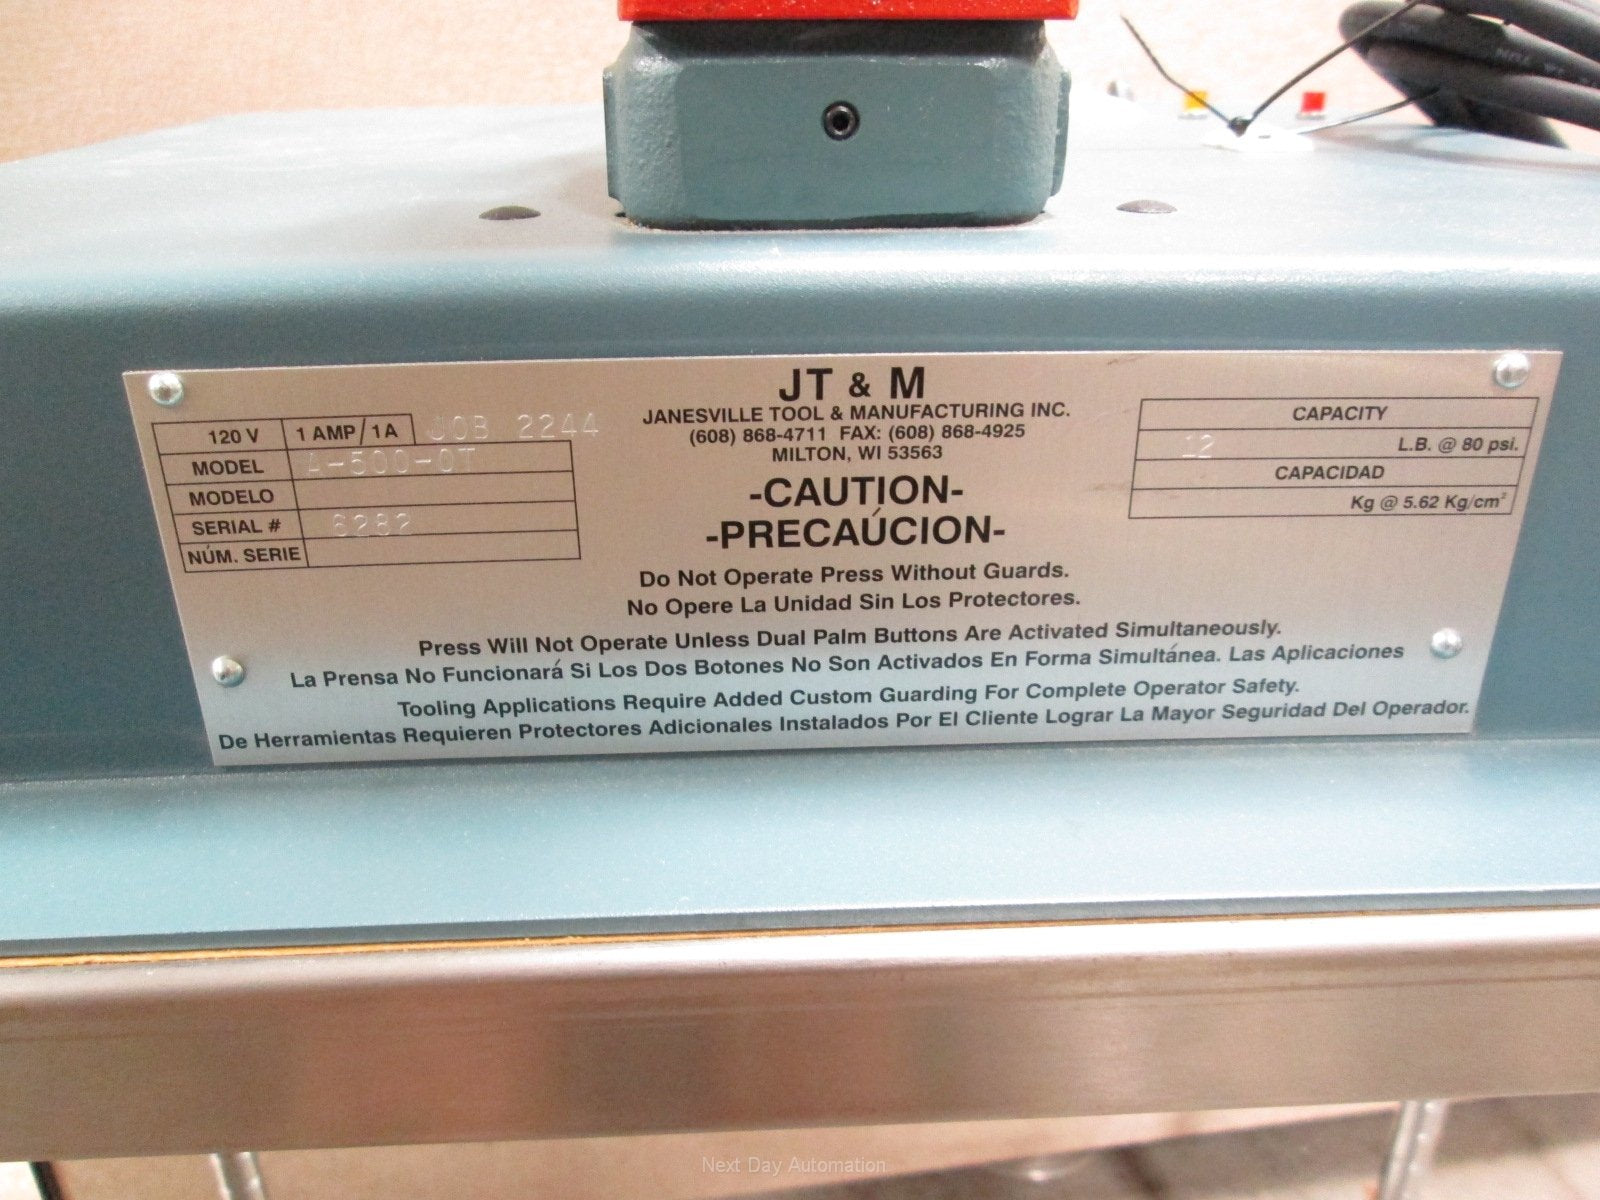 JT & M
JANESVILLE TOOL & MANUFACTURING INC.
(608) 868-4711 FAX: (608) 868-4925
MILTON, WI 53563
120 V 1 AMP/1A JOB 2244
MODEL A-500-OT
MODELO
SERIAL # 6282
NÚM. SERIE
CAPACITY
12 L.B. @ 80 psi.
CAPACIDAD
Kg @ 5.62 Kg/cm²
-CAUTION-
-PRECAÚCION-
Do Not Operate Press Without Guards.
No Opere La Unidad Sin Los Protectores.
Press Will Not Operate Unless Dual Palm Buttons Are Activated Simultaneously.
La Prensa No Funcionará Si Los Dos Botones No Son Activados En Forma Simultánea. Las Aplicaciones
Tooling Applications Require Added Custom Guarding For Complete Operator Safety.
De Herramientas Requieren Protectores Adicionales Instalados Por El Cliente Lograr La Mayor Seguridad Del Operador.
Next Day Automation